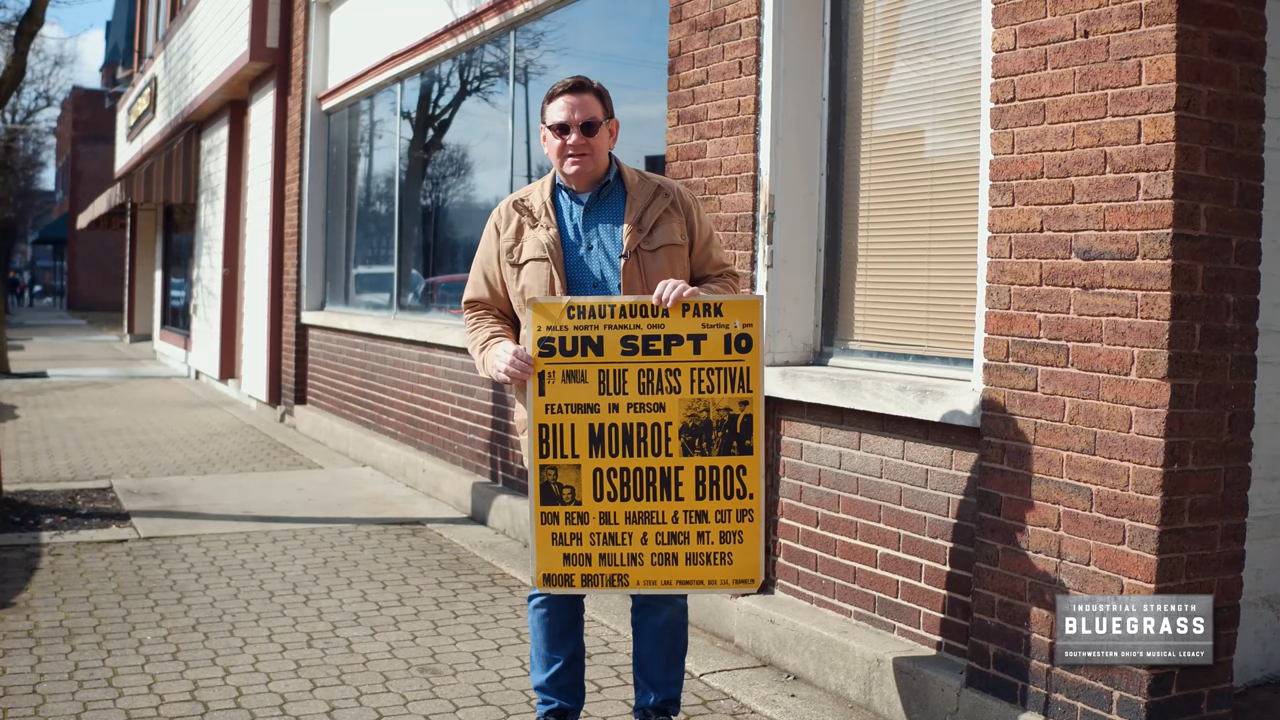 CHAUTAUQUA PARK
2 MILES NORTH FRANKLIN, OHIO Starting 1 pm
SUN SEPT 10
1st ANNUAL BLUE GRASS FESTIVAL
FEATURING IN PERSON
BILL MONROE
OSBORNE BROS.
DON RENO · BILL HARRELL & TENN. CUT UPS
RALPH STANLEY & CLINCH MT. BOYS
MOON MULLINS CORN HUSKERS
MOORE BROTHERS A STEVE LAKE PROMOTION, BOX 334, FRANKLIN
INDUSTRIAL STRENGTH
BLUEGRASS
SOUTHWESTERN OHIO'S MUSICAL LEGACY